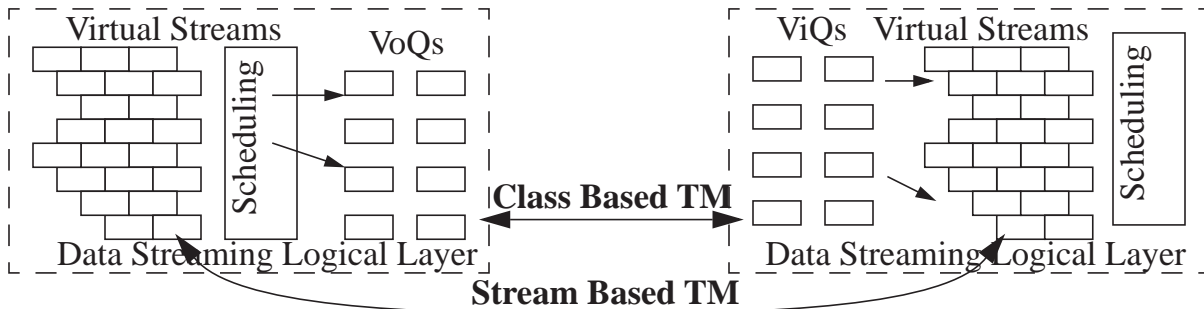 Virtual Streams
VoQs
Scheduling
Data Streaming Logical Layer
Class Based TM
Stream Based TM
ViQs
Virtual Streams
Scheduling
Data Streaming Logical Layer